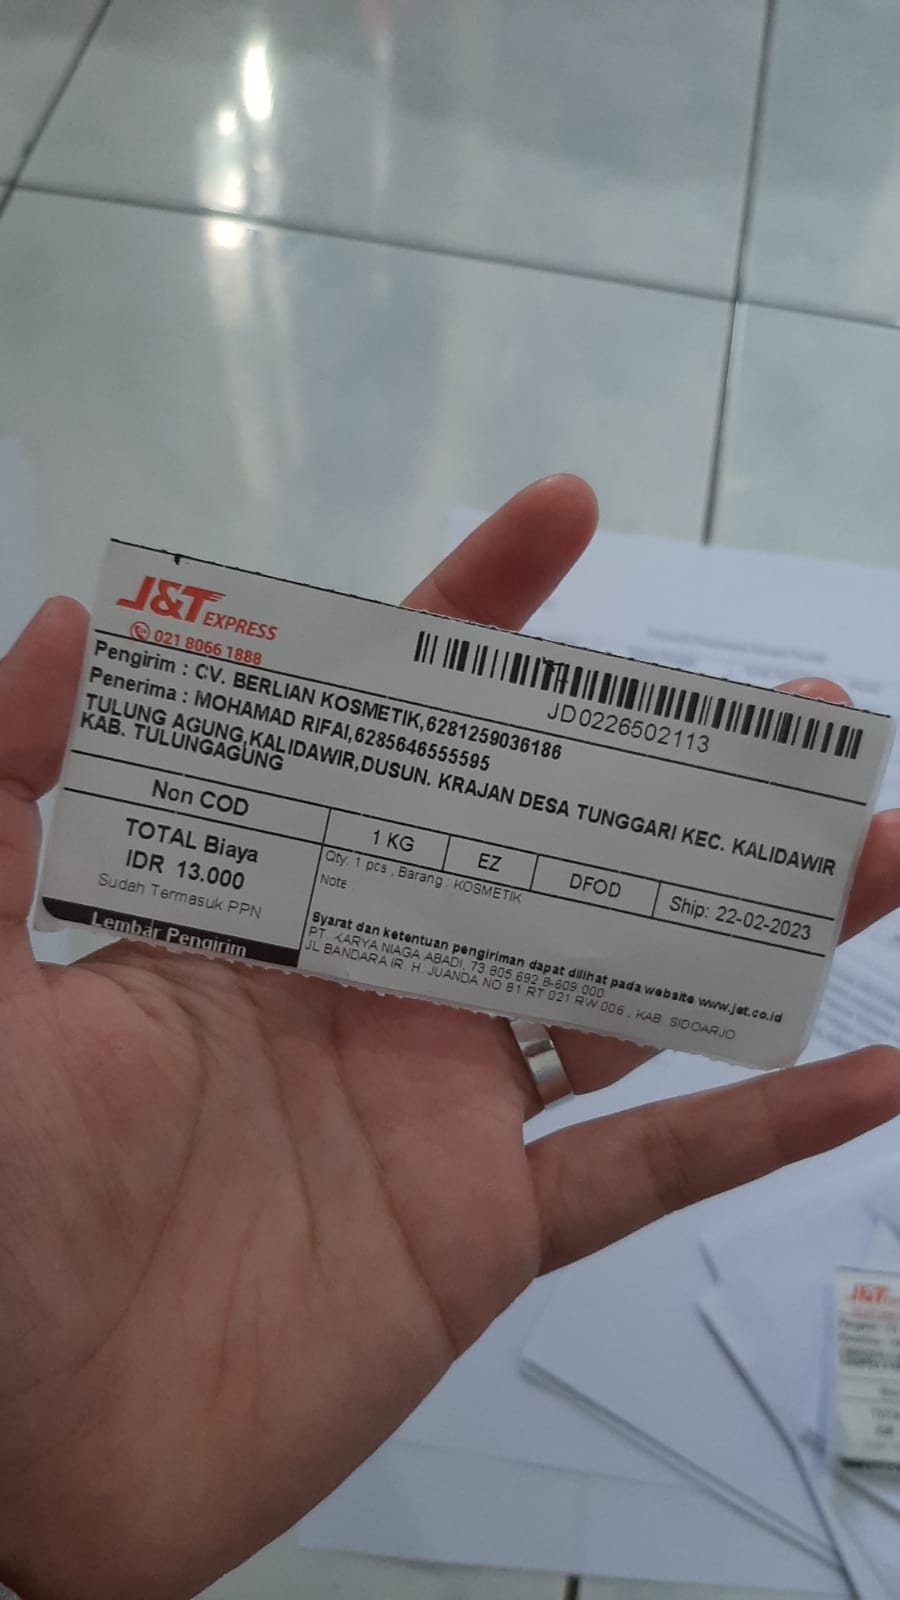 J&T EXPRESS
021 8066 1888
JD0226502113
Pengirim : CV. BERLIAN KOSMETIK,6281259036186
Penerima : MOHAMAD RIFAI,6285646555595
TULUNG AGUNG,KALIDAWIR,DUSUN. KRAJAN DESA TUNGGARI KEC. KALIDAWIR
KAB. TULUNGAGUNG
Non COD
1 KG
EZ
DFOD
Ship: 22-02-2023
TOTAL Biaya
IDR 13.000
Sudah Termasuk PPN
Lembar Pengirim
Qty: 1 pcs , Barang : KOSMETIK
Note
Syarat dan ketentuan pengiriman dapat dilihat pada website www.jet.co.id
PT. KARYA NIAGA ABADI, 73.805.692.8-609.000
JL BANDARA IR. H. JUANDA NO 81 RT 021 RW 006 , KAB. SIDOARJO
J&T